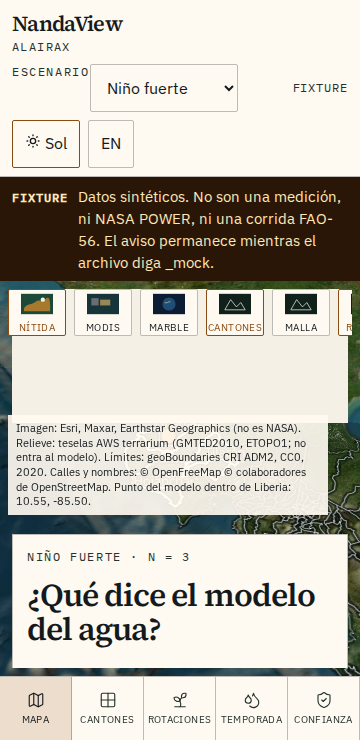 NandaView
ALAIRAX
ESCENARIO Niño fuerte FIXTURE
Sol EN
FIXTURE Datos sintéticos. No son una medición,
ni NASA POWER, ni una corrida FAO-
56. El aviso permanece mientras el
archivo diga _mock.
NÍTIDA MODIS MARBLE CANTONES MALLA R
Imagen: Esri, Maxar, Earthstar Geographics (no es NASA).
Relieve: teselas AWS terrarium (GMTED2010, ETOPO1; no
entra al modelo). Límites: geoBoundaries CRI ADM2, CC0,
2020. Calles y nombres: © OpenFreeMap © colaboradores
de OpenStreetMap. Punto del modelo dentro de Liberia:
10.55, -85.50.
NIÑO FUERTE · N = 3
¿Qué dice el modelo
del agua?
MAPA CANTONES ROTACIONES TEMPORADA CONFIANZA